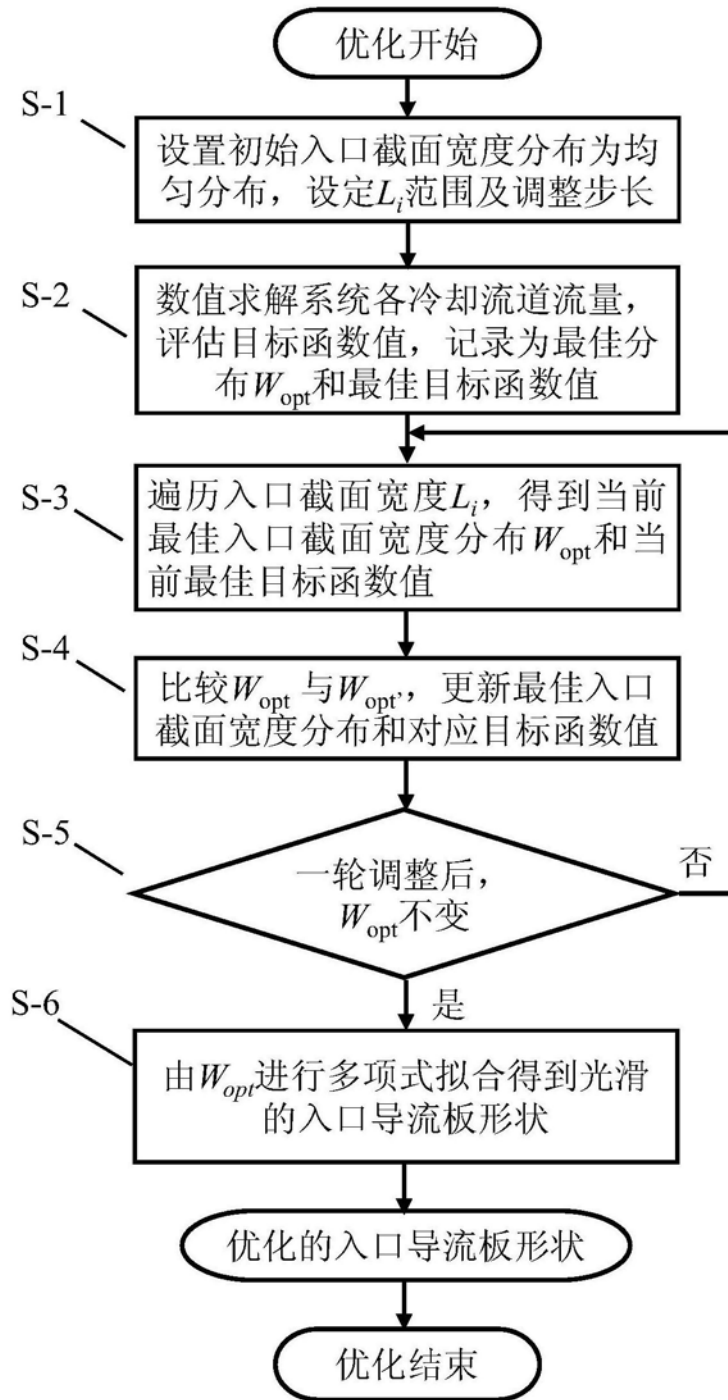 优化开始
S-1
设置初始入口截面宽度分布为均
匀分布，设定Li范围及调整步长
S-2
数值求解系统各冷却流道流量，
评估目标函数值，记录为最佳分
布Wopt和最佳目标函数值
S-3
遍历入口截面宽度Li，得到当前
最佳入口截面宽度分布Wopt和当
前最佳目标函数值
S-4
比较Wopt 与Wopt’，更新最佳入口
截面宽度分布和对应目标函数值
S-5
一轮调整后，
Wopt不变
否
是
S-6
由Wopt进行多项式拟合得到光滑
的入口导流板形状
优化的入口导流板形状
优化结束